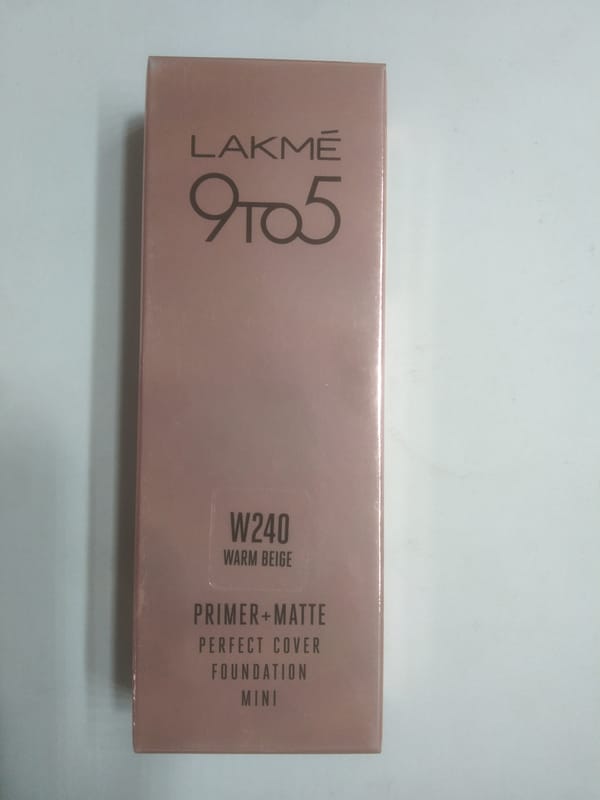 LAKMÉ
9TO5
W240
WARM BEIGE
PRIMER+MATTE
PERFECT COVER
FOUNDATION
MINI